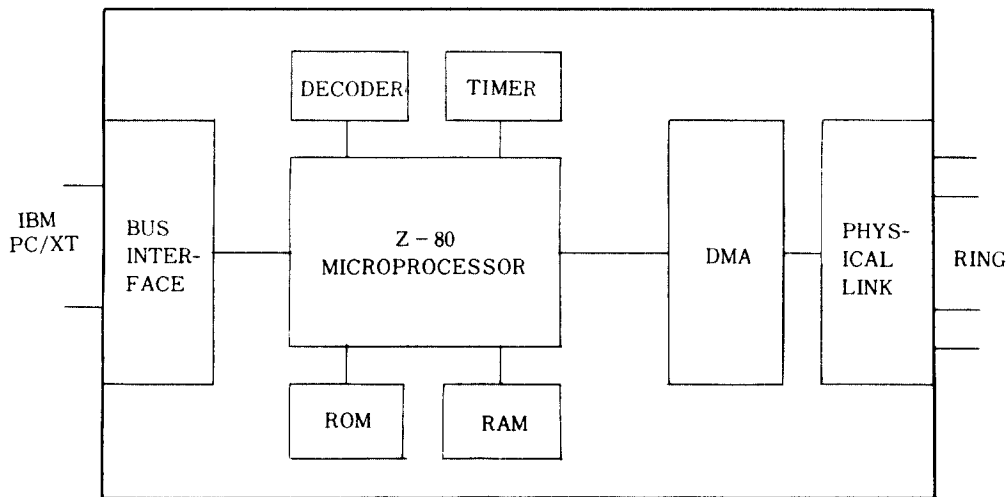 DECODER
TIMER
IBM
PC/XT
BUS
INTER-
FACE
Z - 80
MICROPROCESSOR
DMA
PHYS-
ICAL
LINK
RING
ROM
RAM